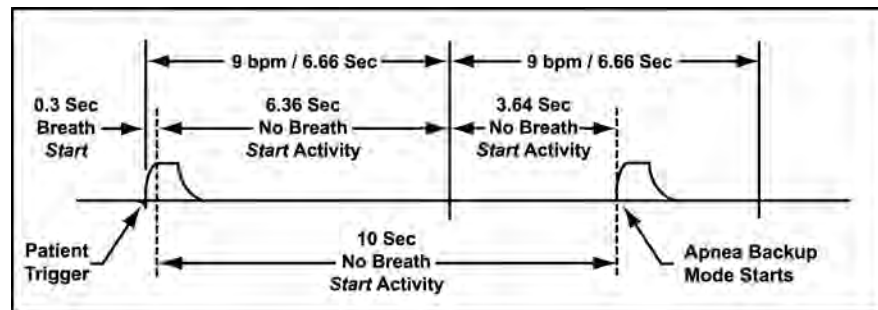 9 bpm / 6.66 Sec
9 bpm / 6.66 Sec
0.3 Sec
Breath
Start
6.36 Sec
No Breath
Start Activity
3.64 Sec
No Breath
Start Activity
Patient
Trigger
10 Sec
No Breath
Start Activity
Apnea Backup
Mode Starts